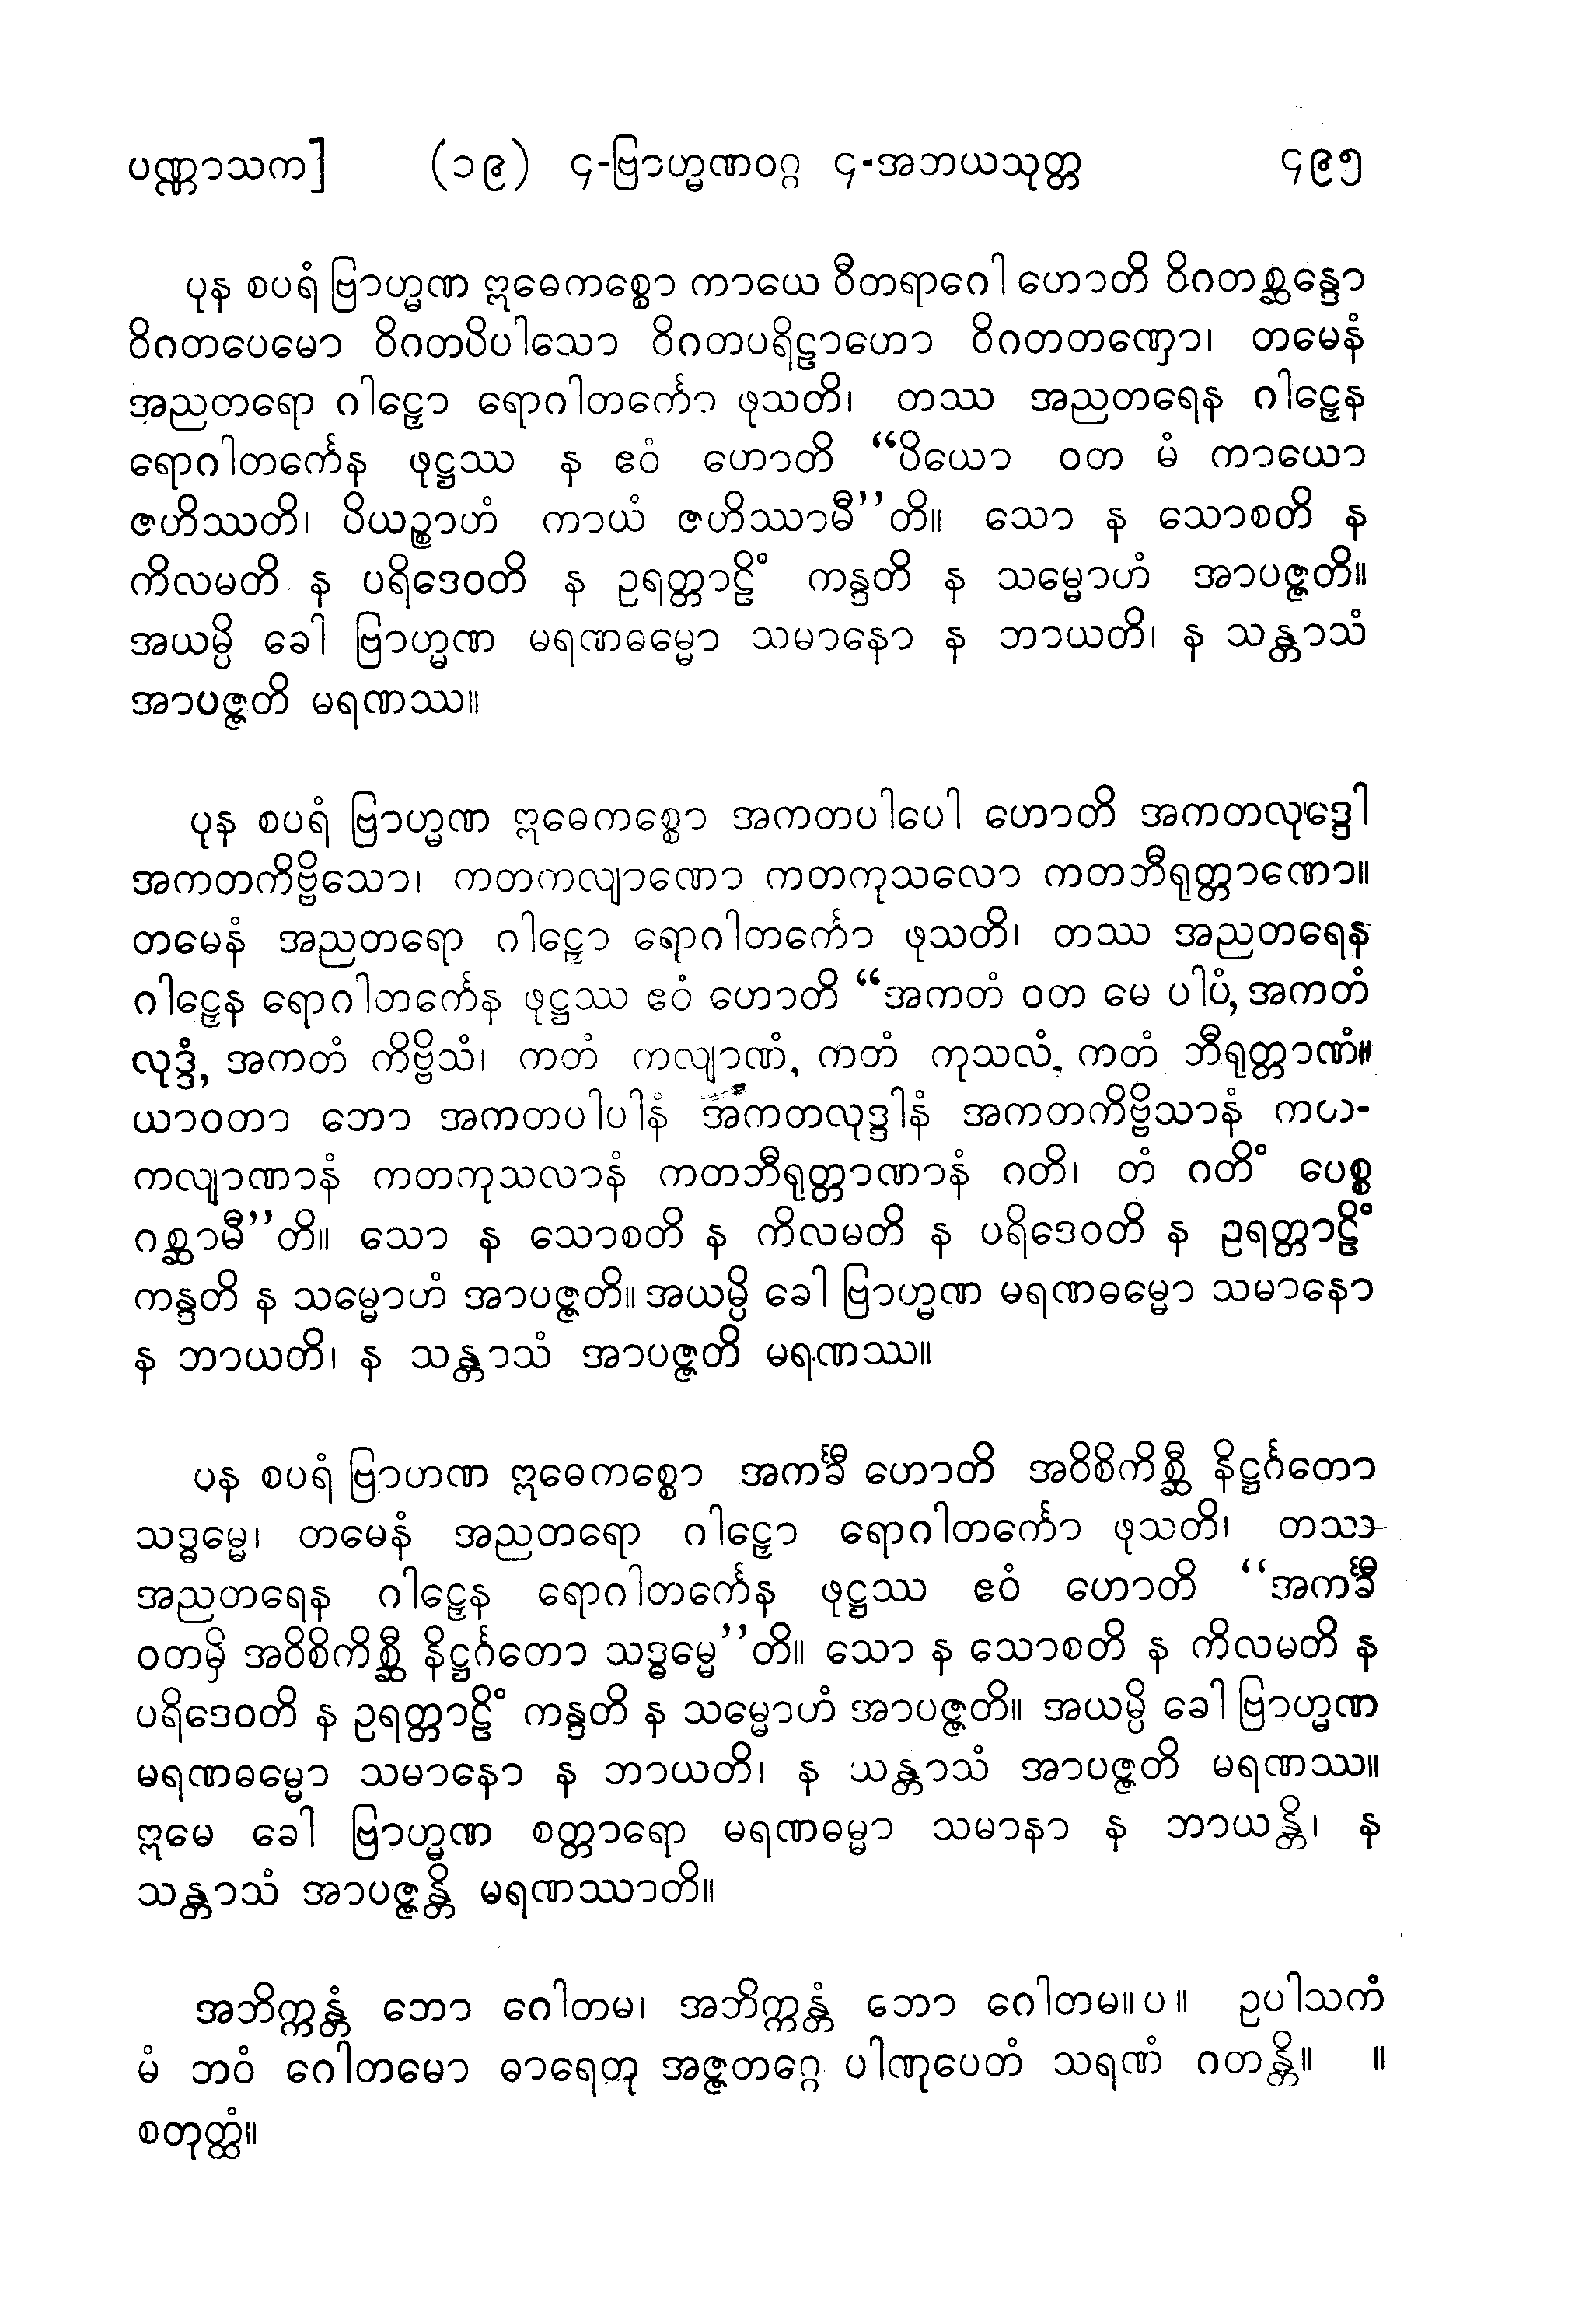 ပဏ္ဏာသက] (၁၉) ၄-ဗြာဟ္မဏဝဂ္ဂ ၄-အဘယသုတ္တ ၄၉၅
ပုန စပရံ ဗြာဟ္မဏ ဣဓေကစ္စော ကာယေ ဝီတရာဂေါ ဟောတိ ဝိဂတစ္ဆန္ဒော
ဝိဂတပေမော ဝိဂတပိပါသော ဝိဂတပရိဠာဟော ဝိဂတတဏှော၊ တမေနံ
အညတရော ဂါဠှော ရောဂါတင်္ကော ဖုသတိ၊ တဿ အညတရေန ဂါဠှေန
ရောဂါတင်္ကေန ဖုဋ္ဌဿ န ဧဝံ ဟောတိ “ပိယော ဝတ မံ ကာယော
ဇဟိဿတိ၊ ပိယဉ္စာဟံ ကာယံ ဇဟိဿာမီ’’တိ။ သော န သောစတိ န
ကိလမတိ န ပရိဒေဝတိ န ဥရတ္တာဠိံ ကန္ဒတိ န သမ္မောဟံ အာပဇ္ဇတိ။
အယမ္ပိ ခေါ ဗြာဟ္မဏ မရဏဓမ္မော သမာနော န ဘာယတိ၊ န သန္တာသံ
အာပဇ္ဇတိ မရဏဿ။
ပုန စပရံ ဗြာဟ္မဏ ဣဓေကစ္စော အကတပါပေါ ဟောတိ အကတလုဒ္ဒေါ
အကတကိဗ္ဗိသော၊ ကတကလျာဏော ကတကုသလော ကတဘီရုတ္တာဏော။
တမေနံ အညတရော ဂါဠှော ရောဂါတင်္ကော ဖုသတိ၊ တဿ အညတရေန
ဂါဠှေန ရောဂါတင်္ကေန ဖုဋ္ဌဿ ဧဝံ ဟောတိ “အကတံ ဝတ မေ ပါပံ, အကတံ
လုဒ္ဒံ, အကတံ ကိဗ္ဗိသံ၊ ကတံ ကလျာဏံ, ကတံ ကုသလံ, ကတံ ဘီရုတ္တာဏံ။
ယာဝတာ ဘော အကတပါပါနံ အကတလုဒ္ဒါနံ အကတကိဗ္ဗိသာနံ ကတ-
ကလျာဏာနံ ကတကုသလာနံ ကတဘီရုတ္တာဏာနံ ဂတိ၊ တံ ဂတိံ ပေစ္စ
ဂစ္ဆာမီ’’တိ။ သော န သောစတိ န ကိလမတိ န ပရိဒေဝတိ န ဥရတ္တာဠိံ
ကန္ဒတိ န သမ္မောဟံ အာပဇ္ဇတိ။ အယမ္ပိ ခေါ ဗြာဟ္မဏ မရဏဓမ္မော သမာနော
န ဘာယတိ၊ န သန္တာသံ အာပဇ္ဇတိ မရဏဿ။
ပန စပရံ ဗြာဟဏ ဣဓေကစ္စော အကင်္ခီ ဟောတိ အဝိစိကိစ္ဆီ နိဋ္ဌင်္ဂတော
သဒ္ဓမ္မေ၊ တမေနံ အညတရော ဂါဠှော ရောဂါတင်္ကော ဖုသတိ၊ တဿ
အညတရေန ဂါဠှေန ရောဂါတင်္ကေန ဖုဋ္ဌဿ ဧဝံ ဟောတိ ‘‘အကင်္ခီ
ဝတမှိ အဝိစိကိစ္ဆီ နိဋ္ဌင်္ဂတော သဒ္ဓမ္မေ’’တိ။ သော န သောစတိ န ကိလမတိ န
ပရိဒေဝတိ န ဥရတ္တာဠိံ ကန္ဒတိ န သမ္မောဟံ အာပဇ္ဇတိ။ အယမ္ပိ ခေါ ဗြာဟ္မဏ
မရဏဓမ္မော သမာနော န ဘာယတိ၊ န သန္တာသံ အာပဇ္ဇတိ မရဏဿ။
ဣမေ ခေါ ဗြာဟ္မဏ စတ္တာရော မရဏဓမ္မာ သမာနာ န ဘာယန္တိ၊ န
သန္တာသံ အာပဇ္ဇန္တိ မရဏဿာတိ။
အဘိက္ကန္တံ ဘော ဂေါတမ၊ အဘိက္ကန္တံ ဘော ဂေါတမ။ပ။ ဥပါသကံ
မံ ဘဝံ ဂေါတမော ဓာရေတု အဇ္ဇတဂ္ဂေ ပါဏုပေတံ သရဏံ ဂတန္တိ။ ။
စတုတ္ထံ။